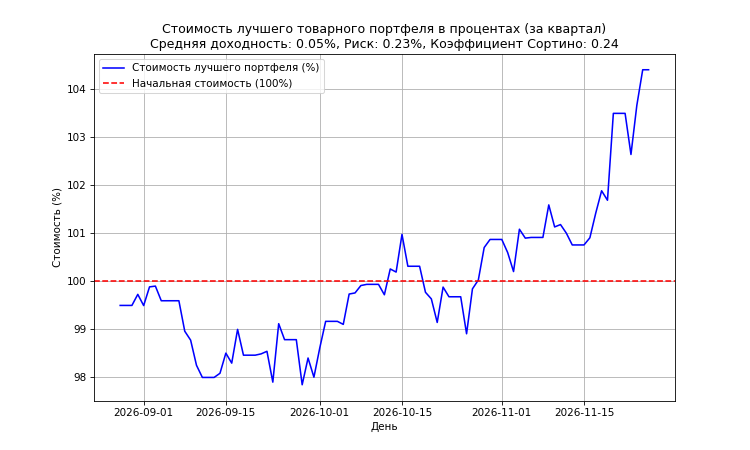 Стоимость лучшего товарного портфеля в процентах (за квартал)
Средняя доходность: 0.05%, Риск: 0.23%, Коэффициент Сортино: 0.24
Стоимость лучшего портфеля (%)
Начальная стоимость (100%)
Стоимость (%)
104
103
102
101
100
99
98
2026-09-01
2026-09-15
2026-10-01
2026-10-15
2026-11-01
2026-11-15
День